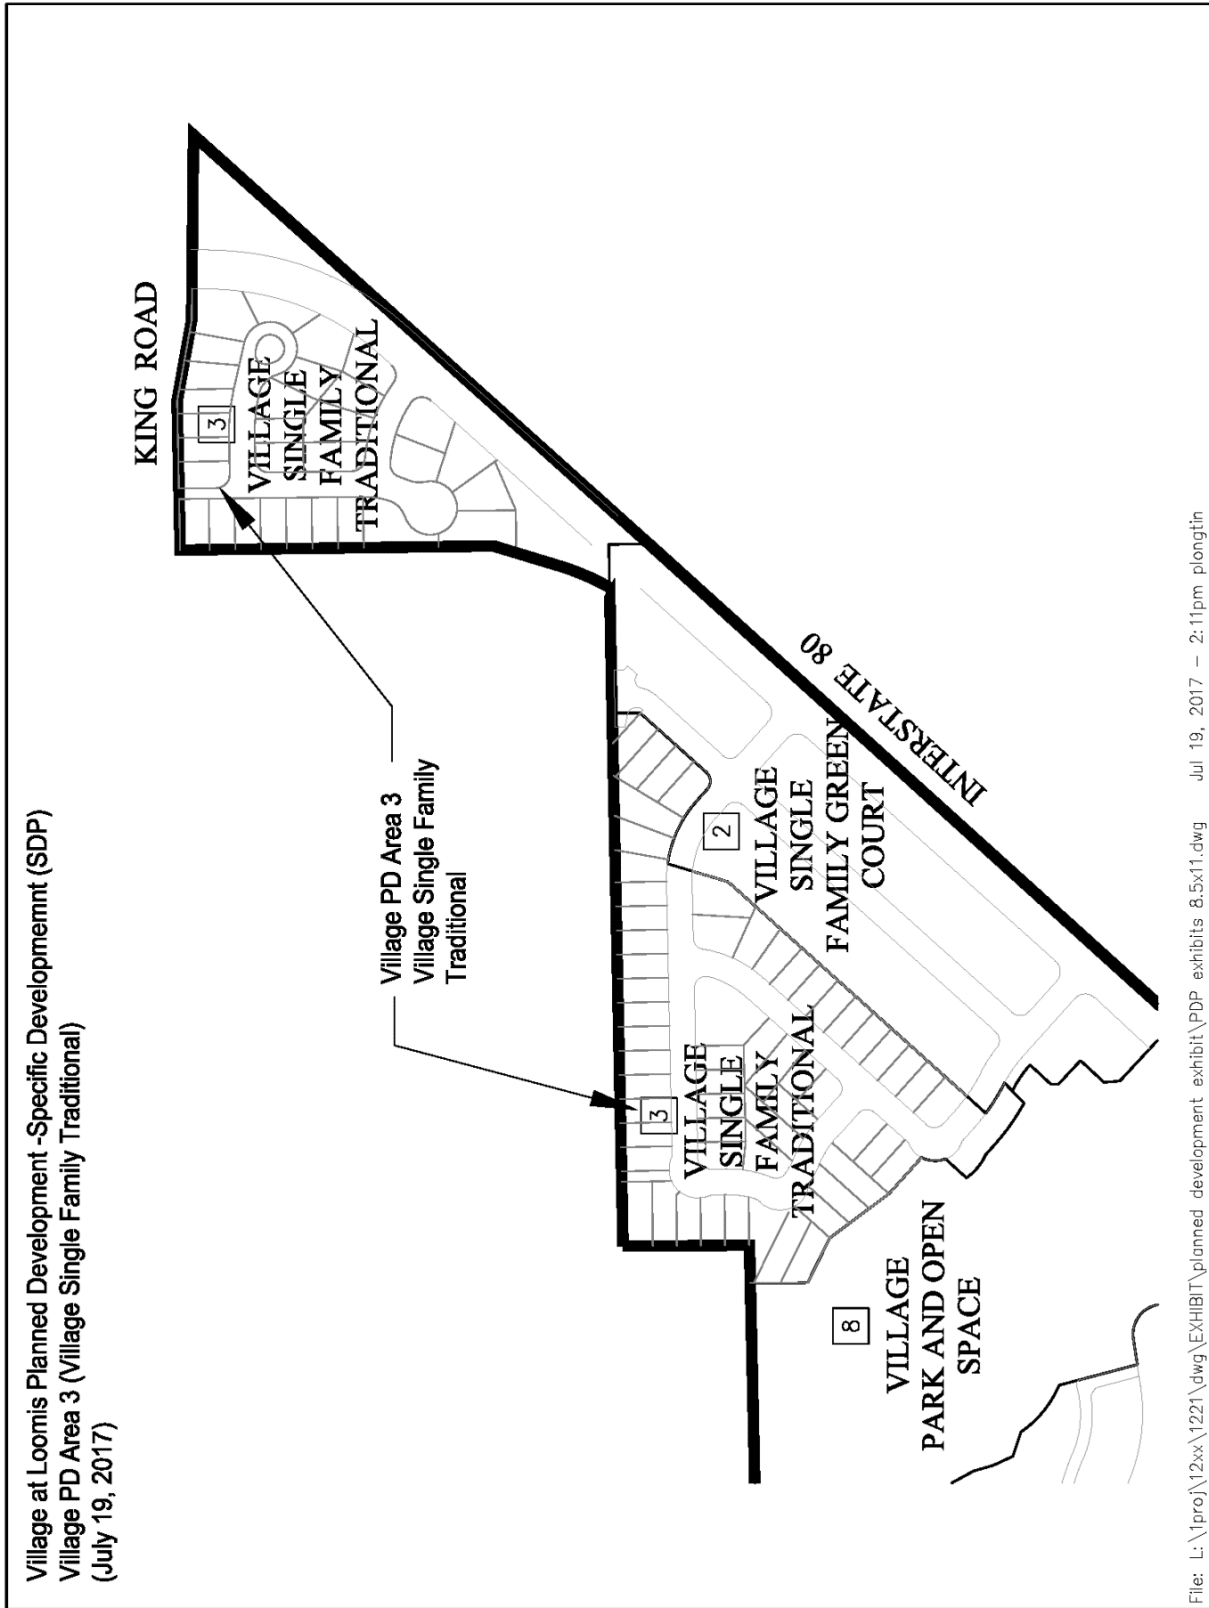 Village at Loomis Planned Development -Specific Developmemnt (SDP)
Village PD Area 3 (Village Single Family Traditional)
(July 19, 2017)
KING ROAD
3
VILLAGE
SINGLE
FAMILY
TRADITIONAL
Village PD Area 3
Village Single Family
Traditional
INTERSTATE 80
2
VILLAGE
SINGLE
FAMILY GREEN
COURT
3
VILLAGE
SINGLE
FAMILY
TRADITIONAL
8
VILLAGE
PARK AND OPEN
SPACE
File: L:\1proj\12xx\1221\dwg\EXHIBIT\planned development exhibit\PDP exhibits 8.5x11.dwg Jul 19, 2017 - 2:11pm plongtin